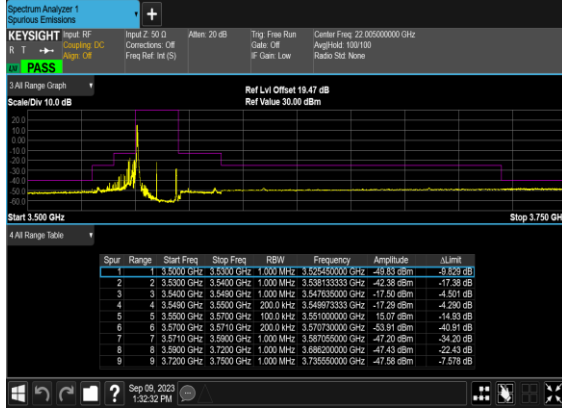 Spectrum Analyzer 1
Spurious Emissions
KEYSIGHT Input: RF Input Z: 50 Ω Atten: 20 dB Trig: Free Run Center Freq: 22.005000000 GHz
R T Coupling: DC Corrections: Off Gate: Off Avg|Hold: 100/100
Align: Off Freq Ref: Int (S) IF Gain: Low Radio Std: None
PASS
3 All Range Graph
Ref Lvl Offset 19.47 dB
Scale/Div 10.0 dB Ref Value 30.00 dBm
20.0
10.0
0.00
-10.0
-20.0
-30.0
-40.0
-50.0
-60.0
Start 3.500 GHz Stop 3.750 GH
4 All Range Table
Spur Range Start Freq Stop Freq RBW Frequency Amplitude ΔLimit
1 1 3.5000 GHz 3.5300 GHz 1.000 MHz 3.525450000 GHz -49.83 dBm -9.829 dB
2 2 3.5300 GHz 3.5400 GHz 1.000 MHz 3.538133333 GHz -42.38 dBm -17.38 dB
3 3 3.5400 GHz 3.5490 GHz 1.000 MHz 3.547635000 GHz -17.50 dBm -4.501 dB
4 4 3.5490 GHz 3.5500 GHz 200.0 kHz 3.549973333 GHz -17.29 dBm -4.290 dB
5 5 3.5500 GHz 3.5700 GHz 100.0 kHz 3.551000000 GHz 15.07 dBm -14.93 dB
6 6 3.5700 GHz 3.5710 GHz 200.0 kHz 3.570730000 GHz -53.91 dBm -40.91 dB
7 7 3.5710 GHz 3.5900 GHz 1.000 MHz 3.587055000 GHz -47.20 dBm -34.20 dB
8 8 3.5900 GHz 3.7200 GHz 1.000 MHz 3.686200000 GHz -47.43 dBm -22.43 dB
9 9 3.7200 GHz 3.7500 GHz 1.000 MHz 3.735550000 GHz -47.58 dBm -7.578 dB
Sep 09, 2023
1:32:32 PM